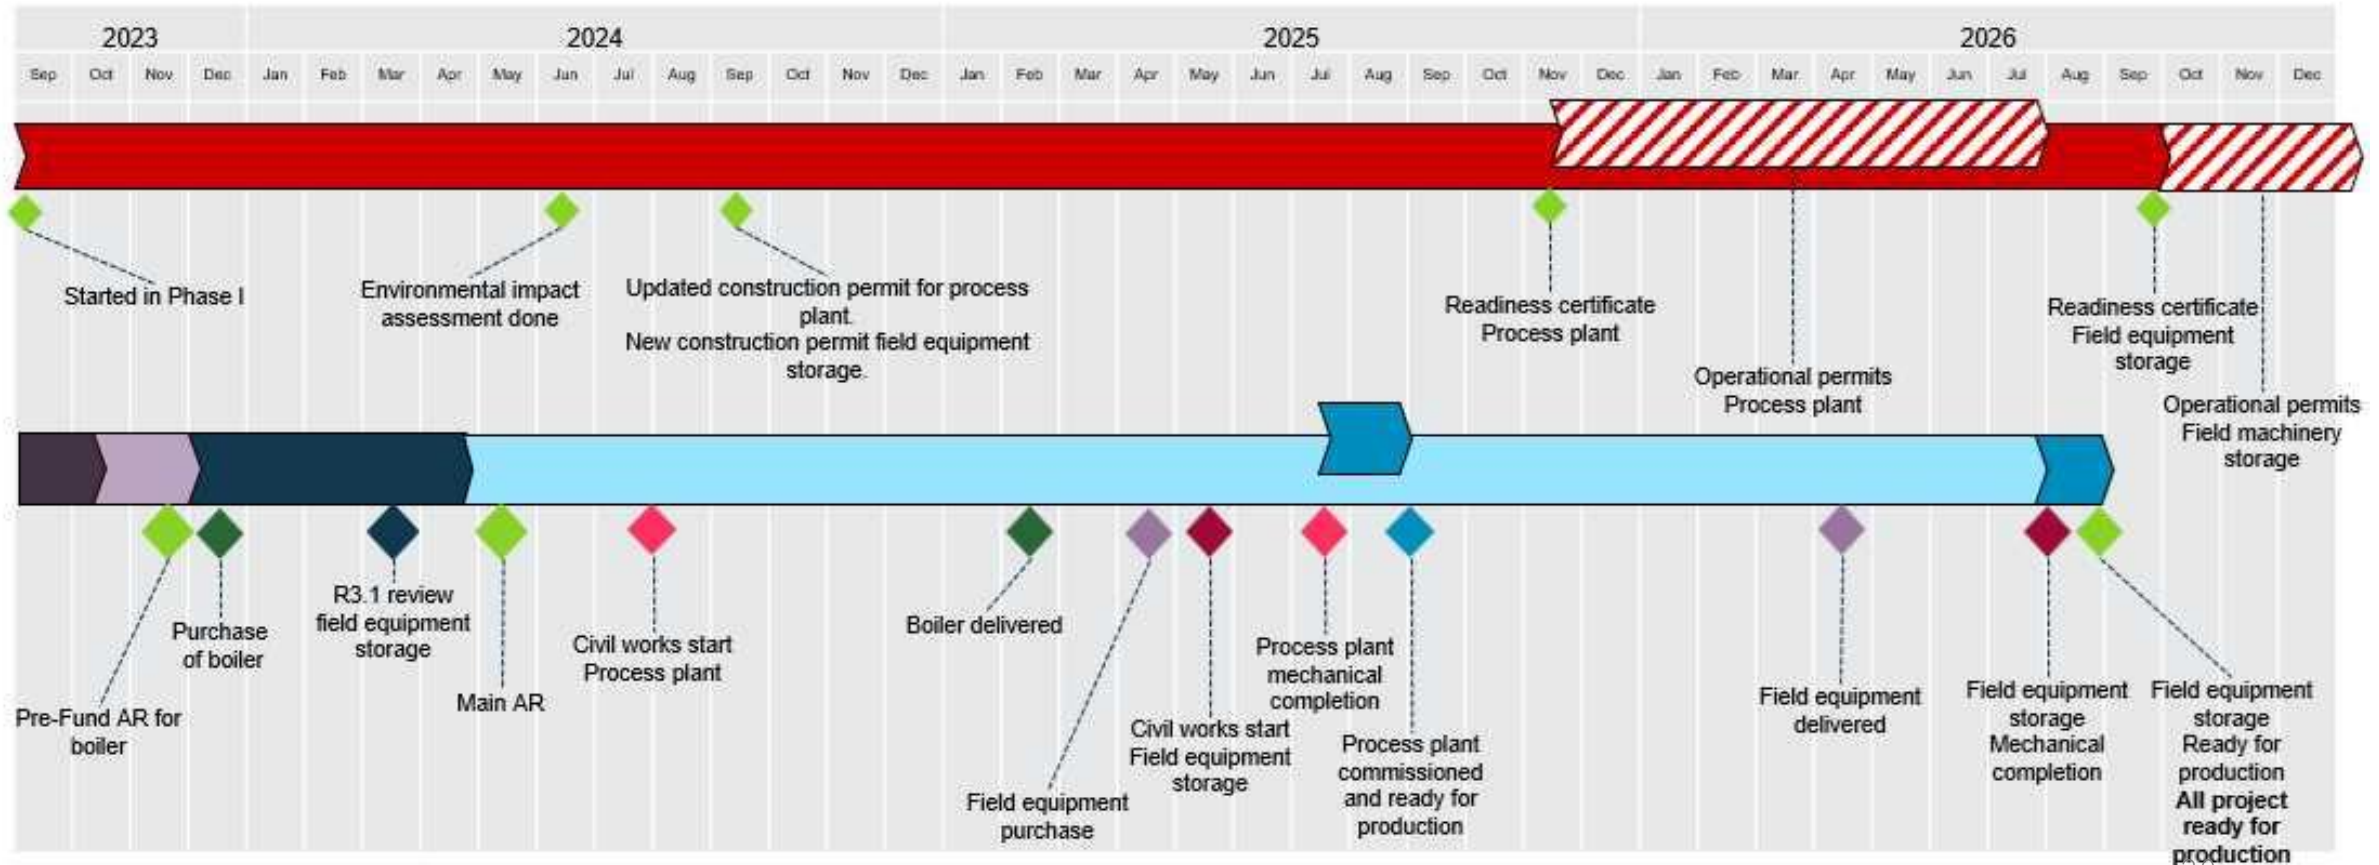 2023
2024
2025
2026
Sep Oct Nov Dec Jan Feb Mar Apr May Jun Jul Aug Sep Oct Nov Dec Jan Feb Mar Apr May Jun Jul Aug Sep Oct Nov Dec Jan Feb Mar Apr May Jun Jul Aug Sep Oct Nov Dec
Started in Phase I
Environmental impact
assessment done
Updated construction permit for process
plant.
New construction permit field equipment
storage.
Readiness certificate
Process plant
Operational permits
Process plant
Readiness certificate
Field equipment
storage
Operational permits
Field machinery
storage
Pre-Fund AR for
boiler
Purchase
of boiler
R3.1 review
field equipment
storage
Main AR
Civil works start
Process plant
Boiler delivered
Field equipment
purchase
Civil works start
Field equipment
storage
Process plant
mechanical
completion
Process plant
commissioned
and ready for
production
Field equipment
delivered
Field equipment
storage
Mechanical
completion
Field equipment
storage
Ready for
production
All project
ready for
production